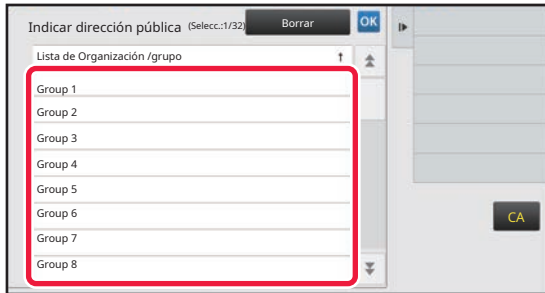 Indicar dirección pública (Selecc.:1/32) Borrar OK
Lista de Organización /grupo ↑
Group 1
Group 2
Group 3
Group 4
Group 5
Group 6
Group 7
Group 8
CA